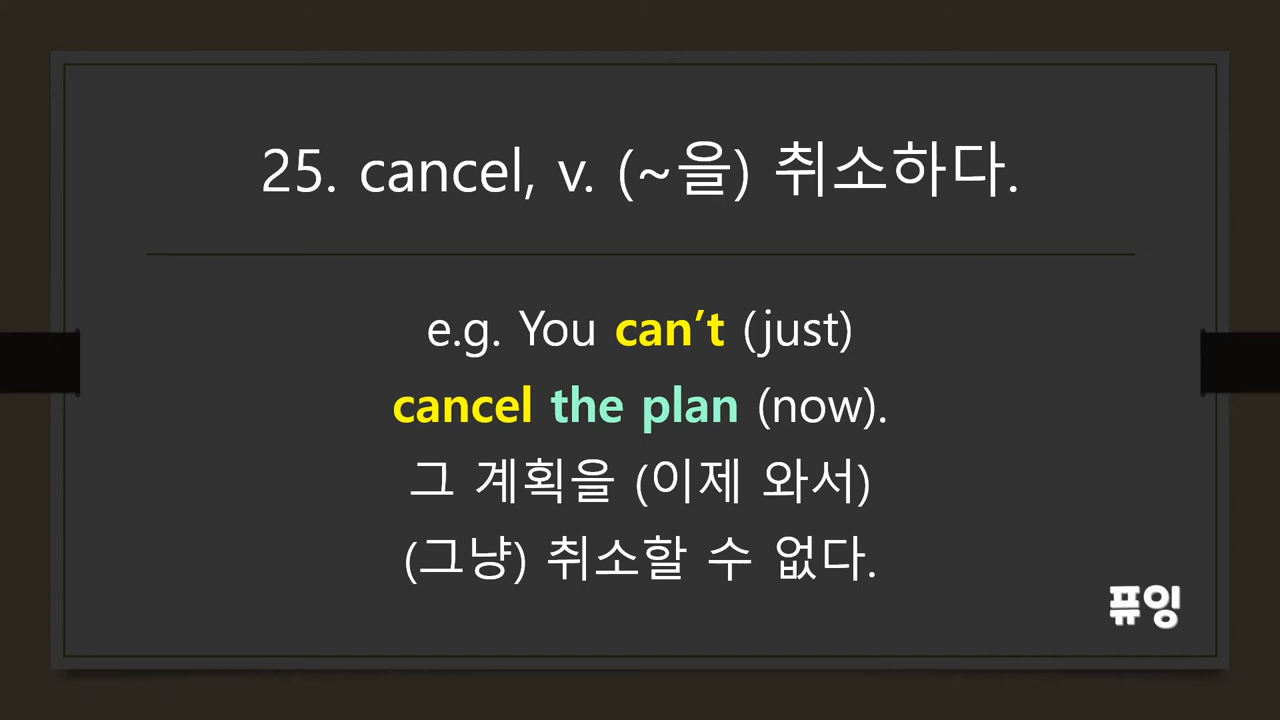 25. cancel, v. (~을) 취소하다.
e.g. You can’t (just)
cancel the plan (now).
그 계획을 (이제 와서)
(그냥) 취소할 수 없다.
퓨잉